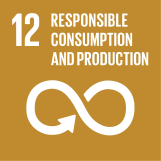 12 RESPONSIBLE
CONSUMPTION
AND PRODUCTION